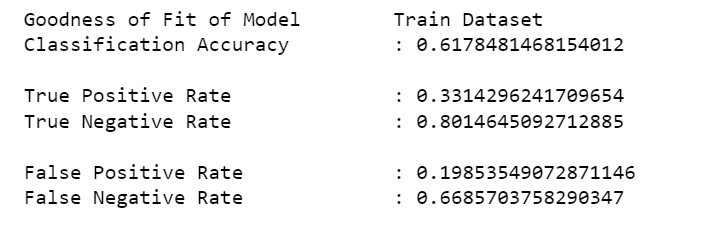 Goodness of Fit of Model Train Dataset
Classification Accuracy : 0.6178481468154012
True Positive Rate : 0.3314296241709654
True Negative Rate : 0.8014645092712885
False Positive Rate : 0.19853549072871146
False Negative Rate : 0.6685703758290347